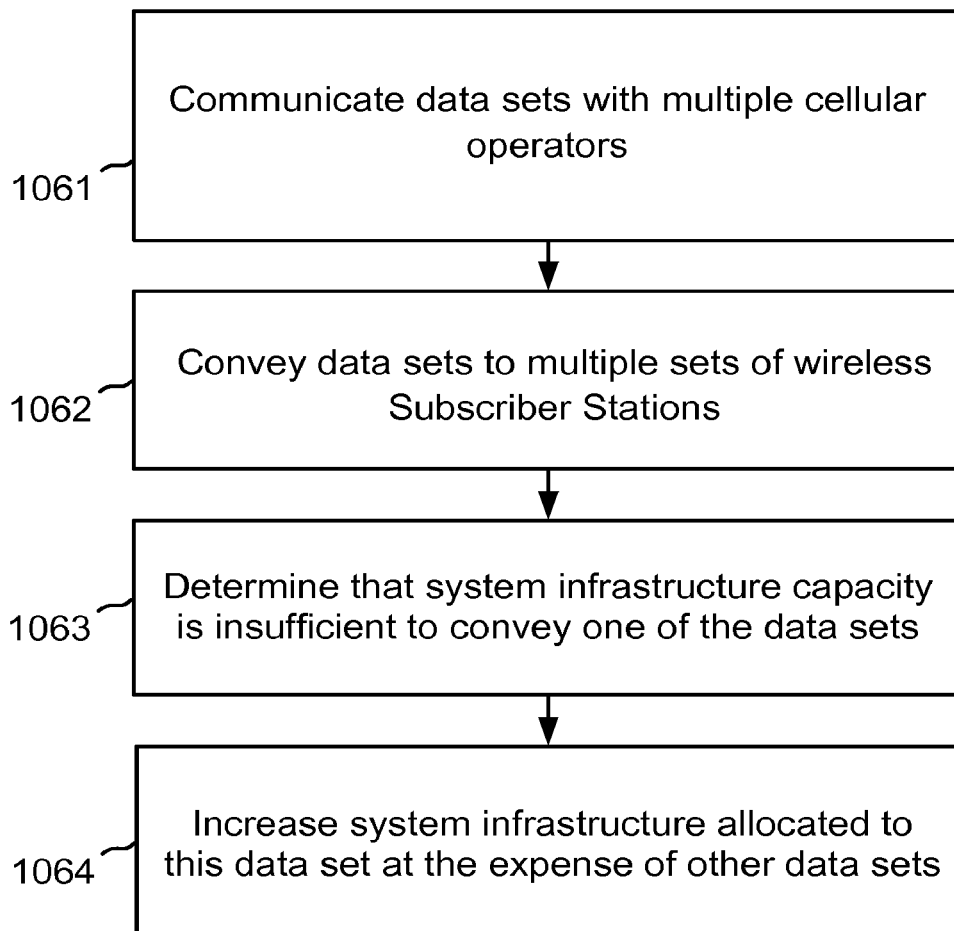 Communicate data sets with multiple cellular
operators
1061
Convey data sets to multiple sets of wireless
Subscriber Stations
1062
Determine that system infrastructure capacity
is insufficient to convey one of the data sets
1063
Increase system infrastructure allocated to
this data set at the expense of other data sets
1064